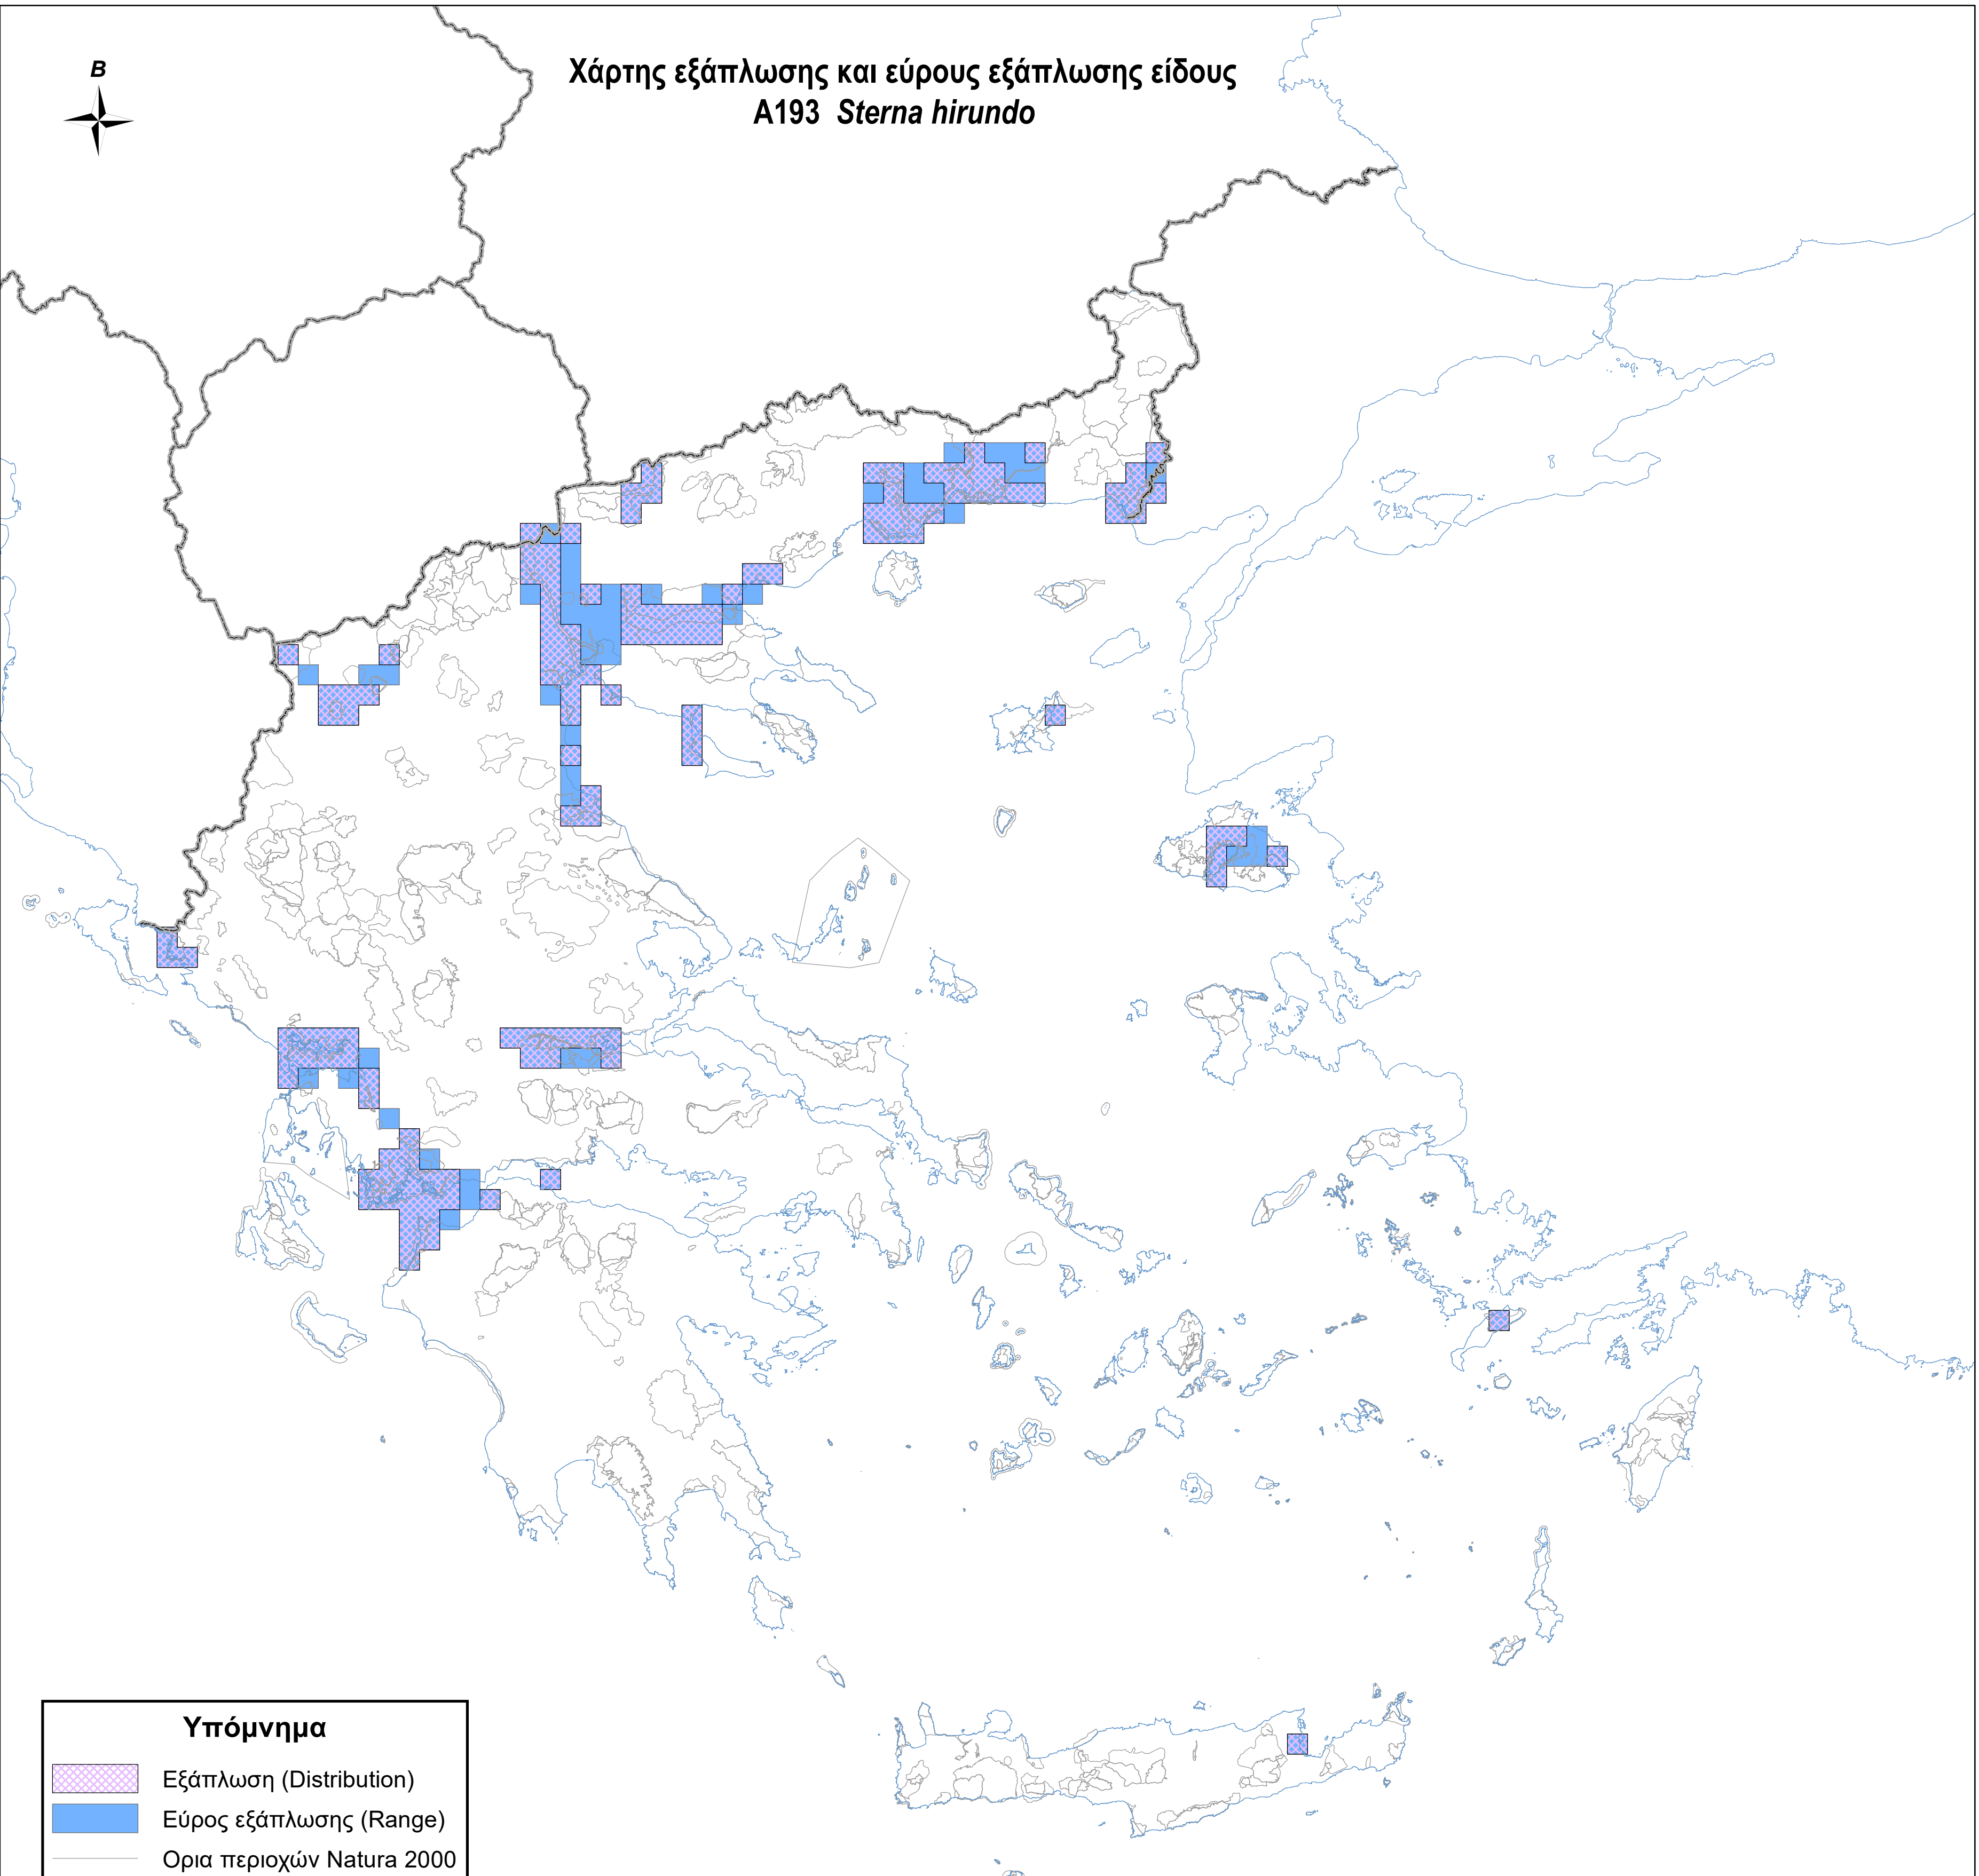 Β
Χάρτης εξάπλωσης και εύρους εξάπλωσης είδους
A193 Sterna hirundo
Υπόμνημα
Εξάπλωση (Distribution)
Εύρος εξάπλωσης (Range)
Ορια περιοχών Natura 2000